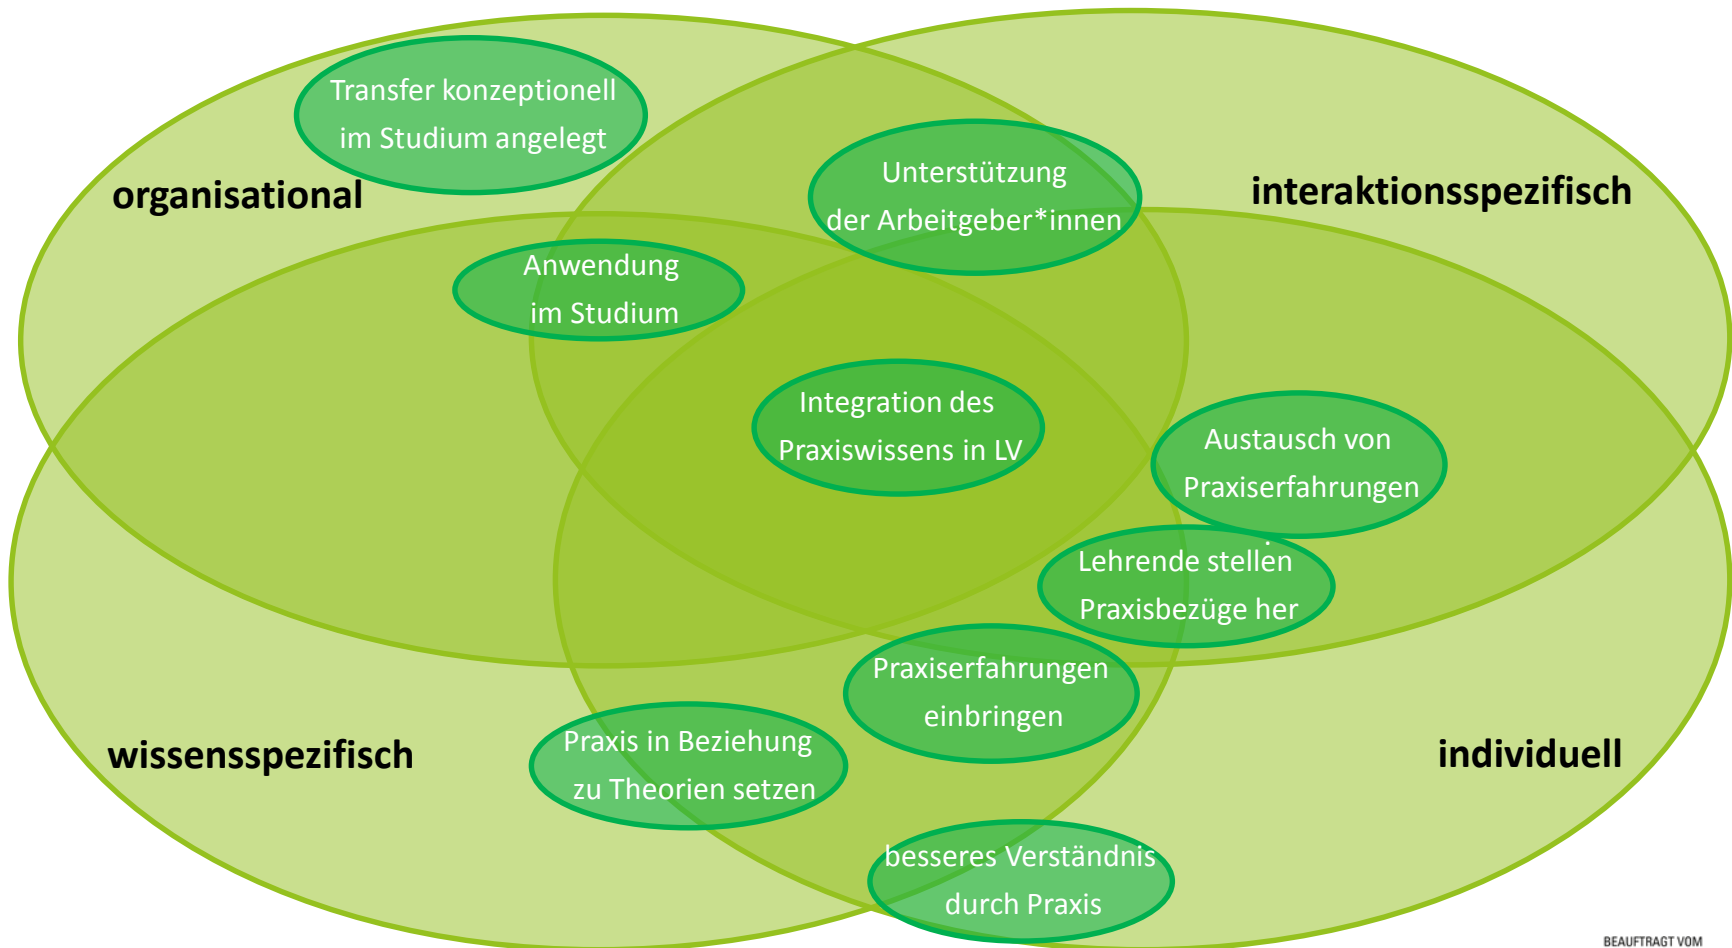 Transfer konzeptionell
im Studium angelegt
organisational
Unterstützung
der Arbeitgeber*innen
interaktionsspezifisch
Anwendung
im Studium
Integration des
Praxiswissens in LV
Austausch von
Praxiserfahrungen
Lehrende stellen
Praxisbezüge her
Praxiserfahrungen
einbringen
wissensspezifisch
Praxis in Beziehung
zu Theorien setzen
individuell
besseres Verständnis
durch Praxis
BEAUFTRAGT VOM